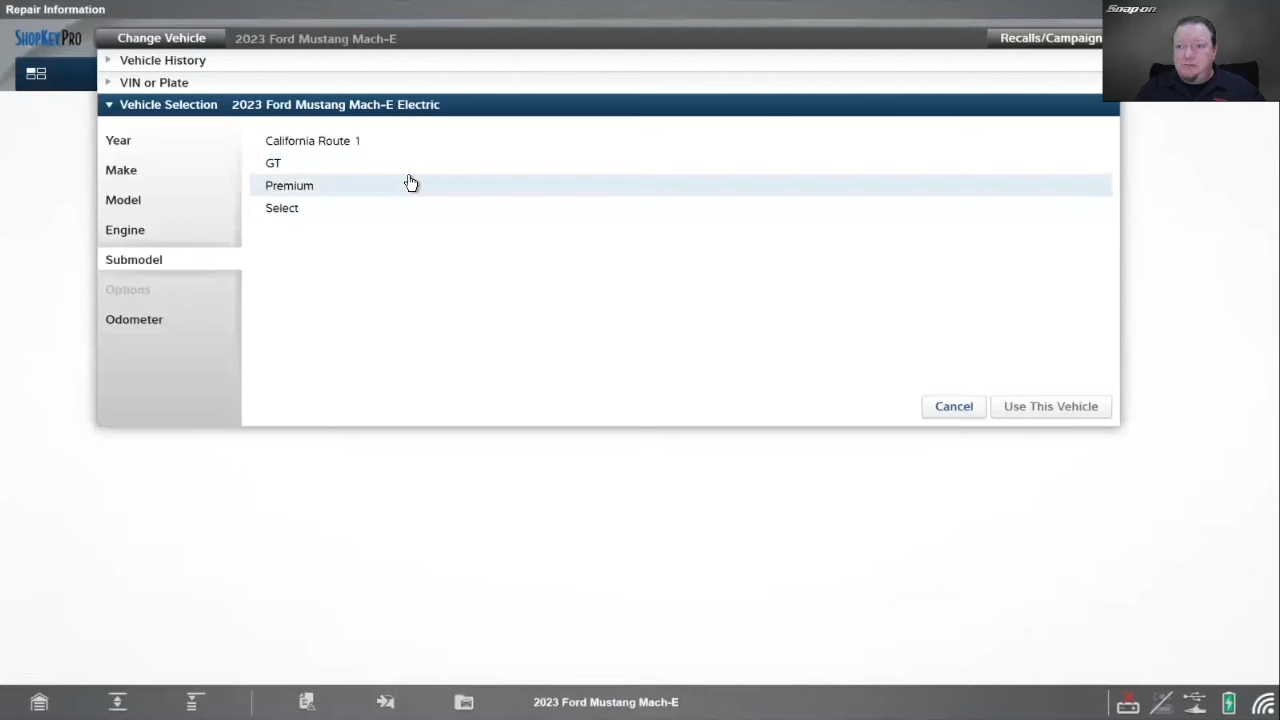 Repair Information
Snap-on
SHOPKEYPRO
Change Vehicle
2023 Ford Mustang Mach-E
Recalls/Campaign
Vehicle History
VIN or Plate
Vehicle Selection 2023 Ford Mustang Mach-E Electric
Year
Make
Model
Engine
Submodel
Options
Odometer
California Route 1
GT
Premium
Select
Cancel
Use This Vehicle
2023 Ford Mustang Mach-E